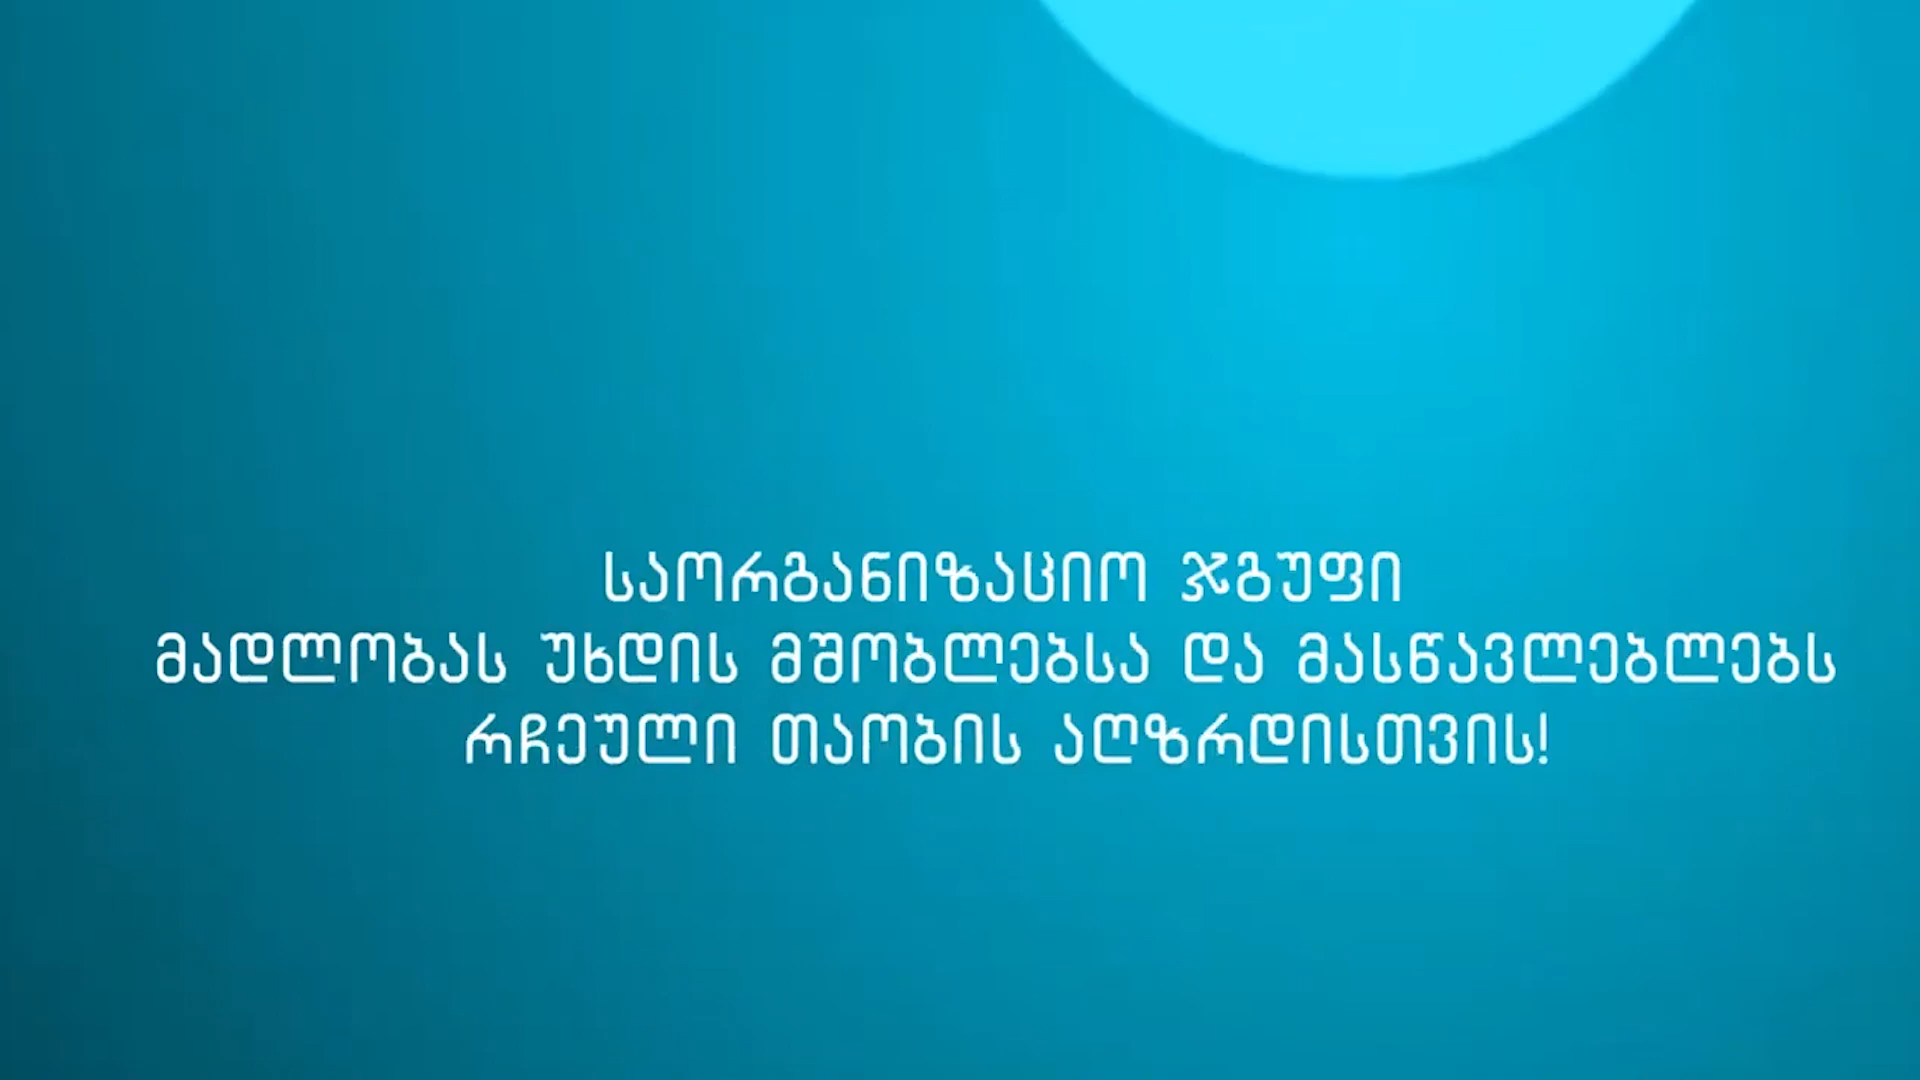 საორგანიზაციო ჯგუფი
მადლობას უხდის მშობლებსა და მასწავლებლებს
რჩეული თაობის აღზრდისთვის!